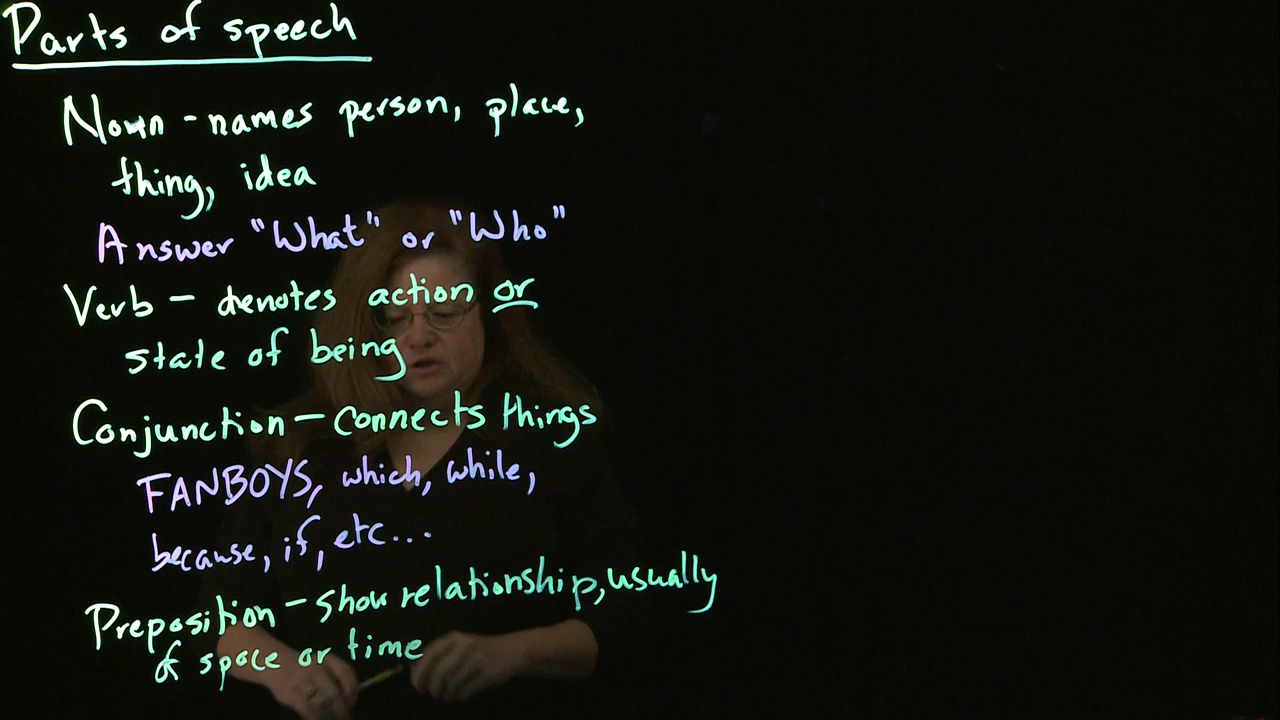 Parts of speech
Noun - names person, place,
thing, idea
Answer "What" or "Who"
Verb - denotes action or
state of being
Conjunction - connects things
FANBOYS, which, while,
because, if, etc...
Preposition - show relationship, usually
of space or time